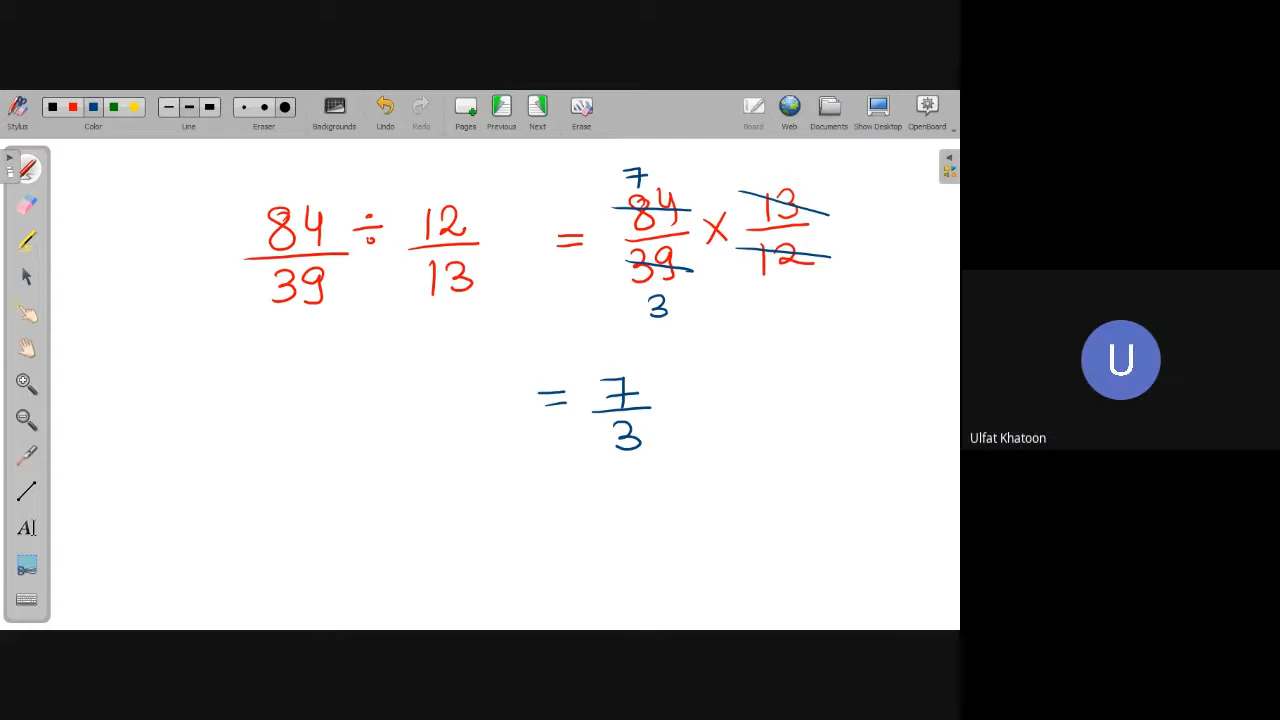 Stylus Color Line Eraser Backgrounds Undo Redo Pages Previous Next Erase Board Web Documents Show Desktop OpenBoard
7
84/39 ÷ 12/13 = 84/39 × 13/12
3
= 7/3
U
Ulfat Khatoon